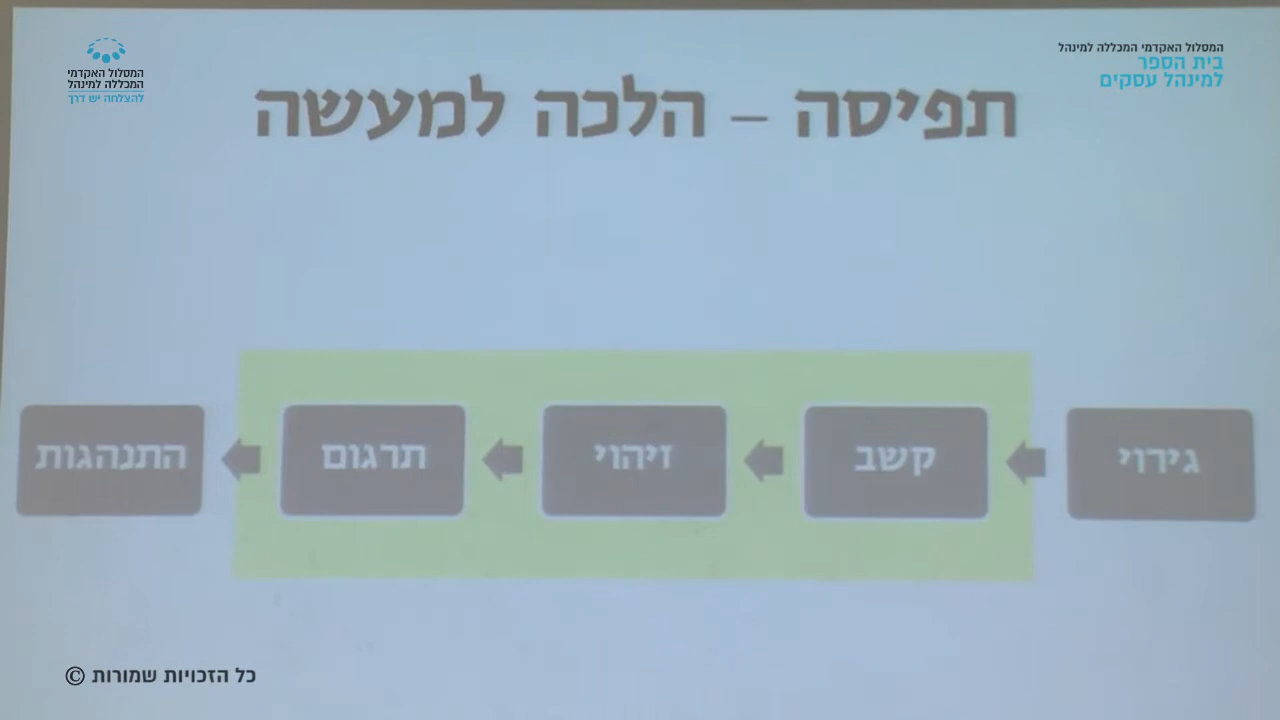 המסלול האקדמי המכללה למינהל
בית הספר
למינהל עסקים
המסלול האקדמי
המכללה למינהל
להצלחה יש דרך
תפיסה – הלכה למעשה
גירוי
קשב
זיהוי
תרגום
התנהגות
כל הזכויות שמורות ©